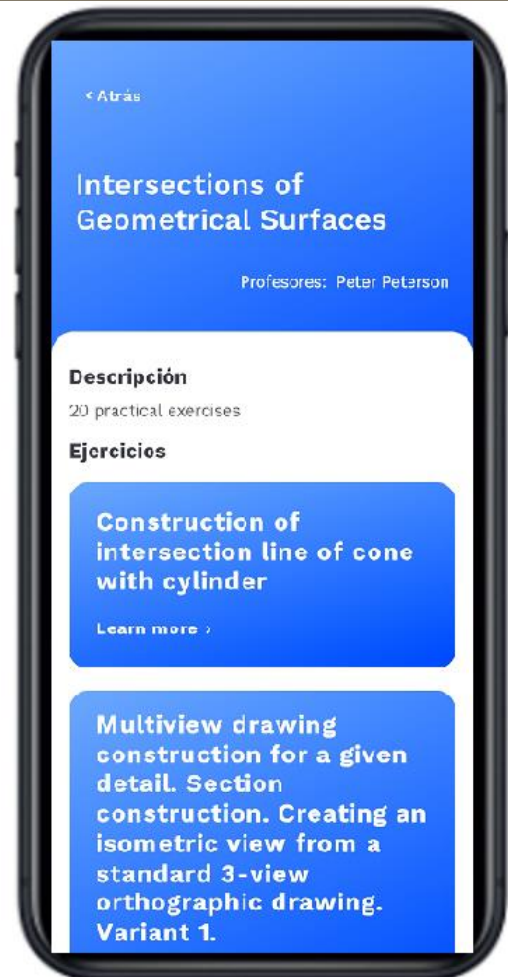 < Atrás
Intersections of
Geometrical Surfaces
Profesores: Peter Peterson
Descripción
20 practical exercises
Ejercicios
Construction of
intersection line of cone
with cylinder
Learn more ›
Multiview drawing
construction for a given
detail. Section
construction. Creating an
isometric view from a
standard 3-view
orthographic drawing.
Variant 1.